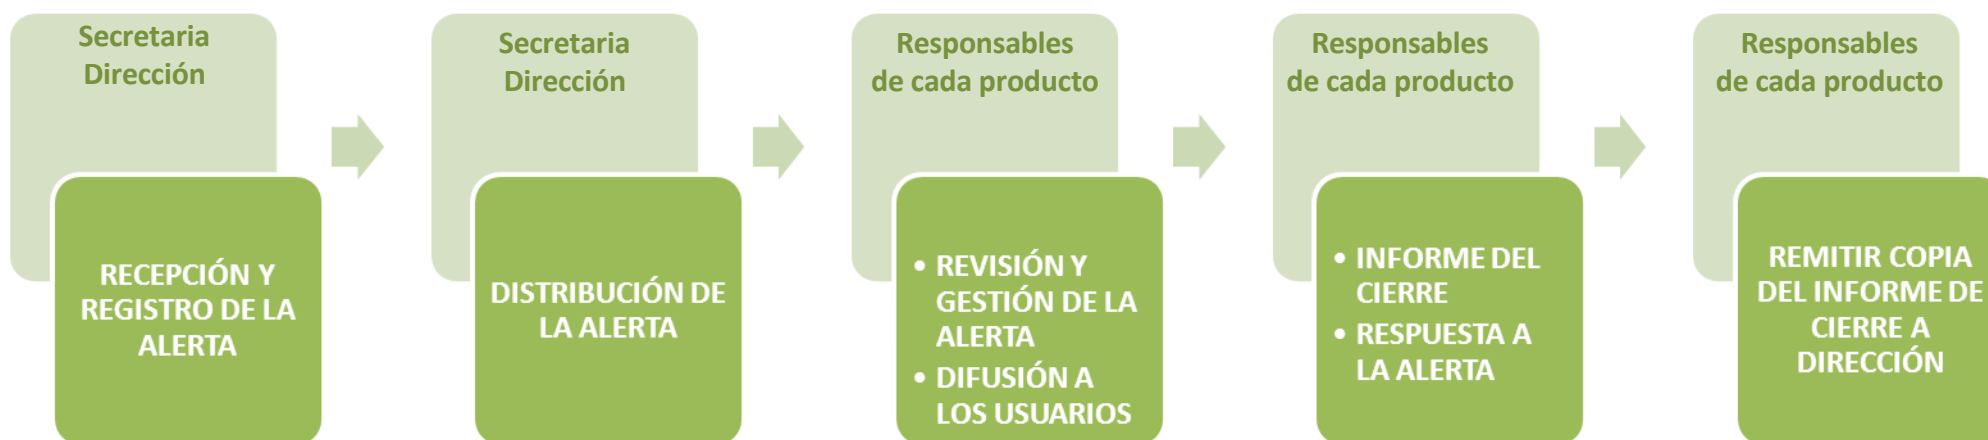 Secretaria
Dirección
RECEPCIÓN Y
REGISTRO DE LA
ALERTA
Secretaria
Dirección
DISTRIBUCIÓN DE
LA ALERTA
Responsables
de cada producto
• REVISIÓN Y
GESTIÓN DE LA
ALERTA
• DIFUSIÓN A
LOS USUARIOS
Responsables
de cada producto
• INFORME DEL
CIERRE
• RESPUESTA A
LA ALERTA
Responsables
de cada producto
REMITIR COPIA
DEL INFORME DE
CIERRE A
DIRECCIÓN